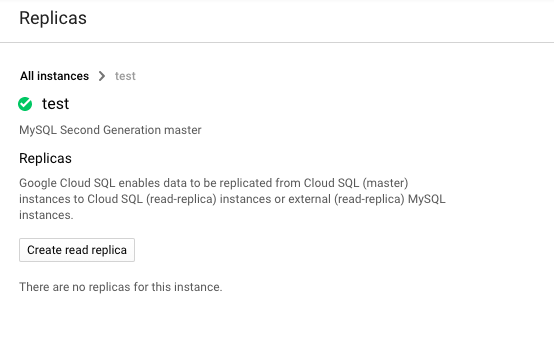 Replicas
All instances > test
test
MySQL Second Generation master
Replicas
Google Cloud SQL enables data to be replicated from Cloud SQL (master)
instances to Cloud SQL (read-replica) instances or external (read-replica) MySQL
instances.
Create read replica
There are no replicas for this instance.